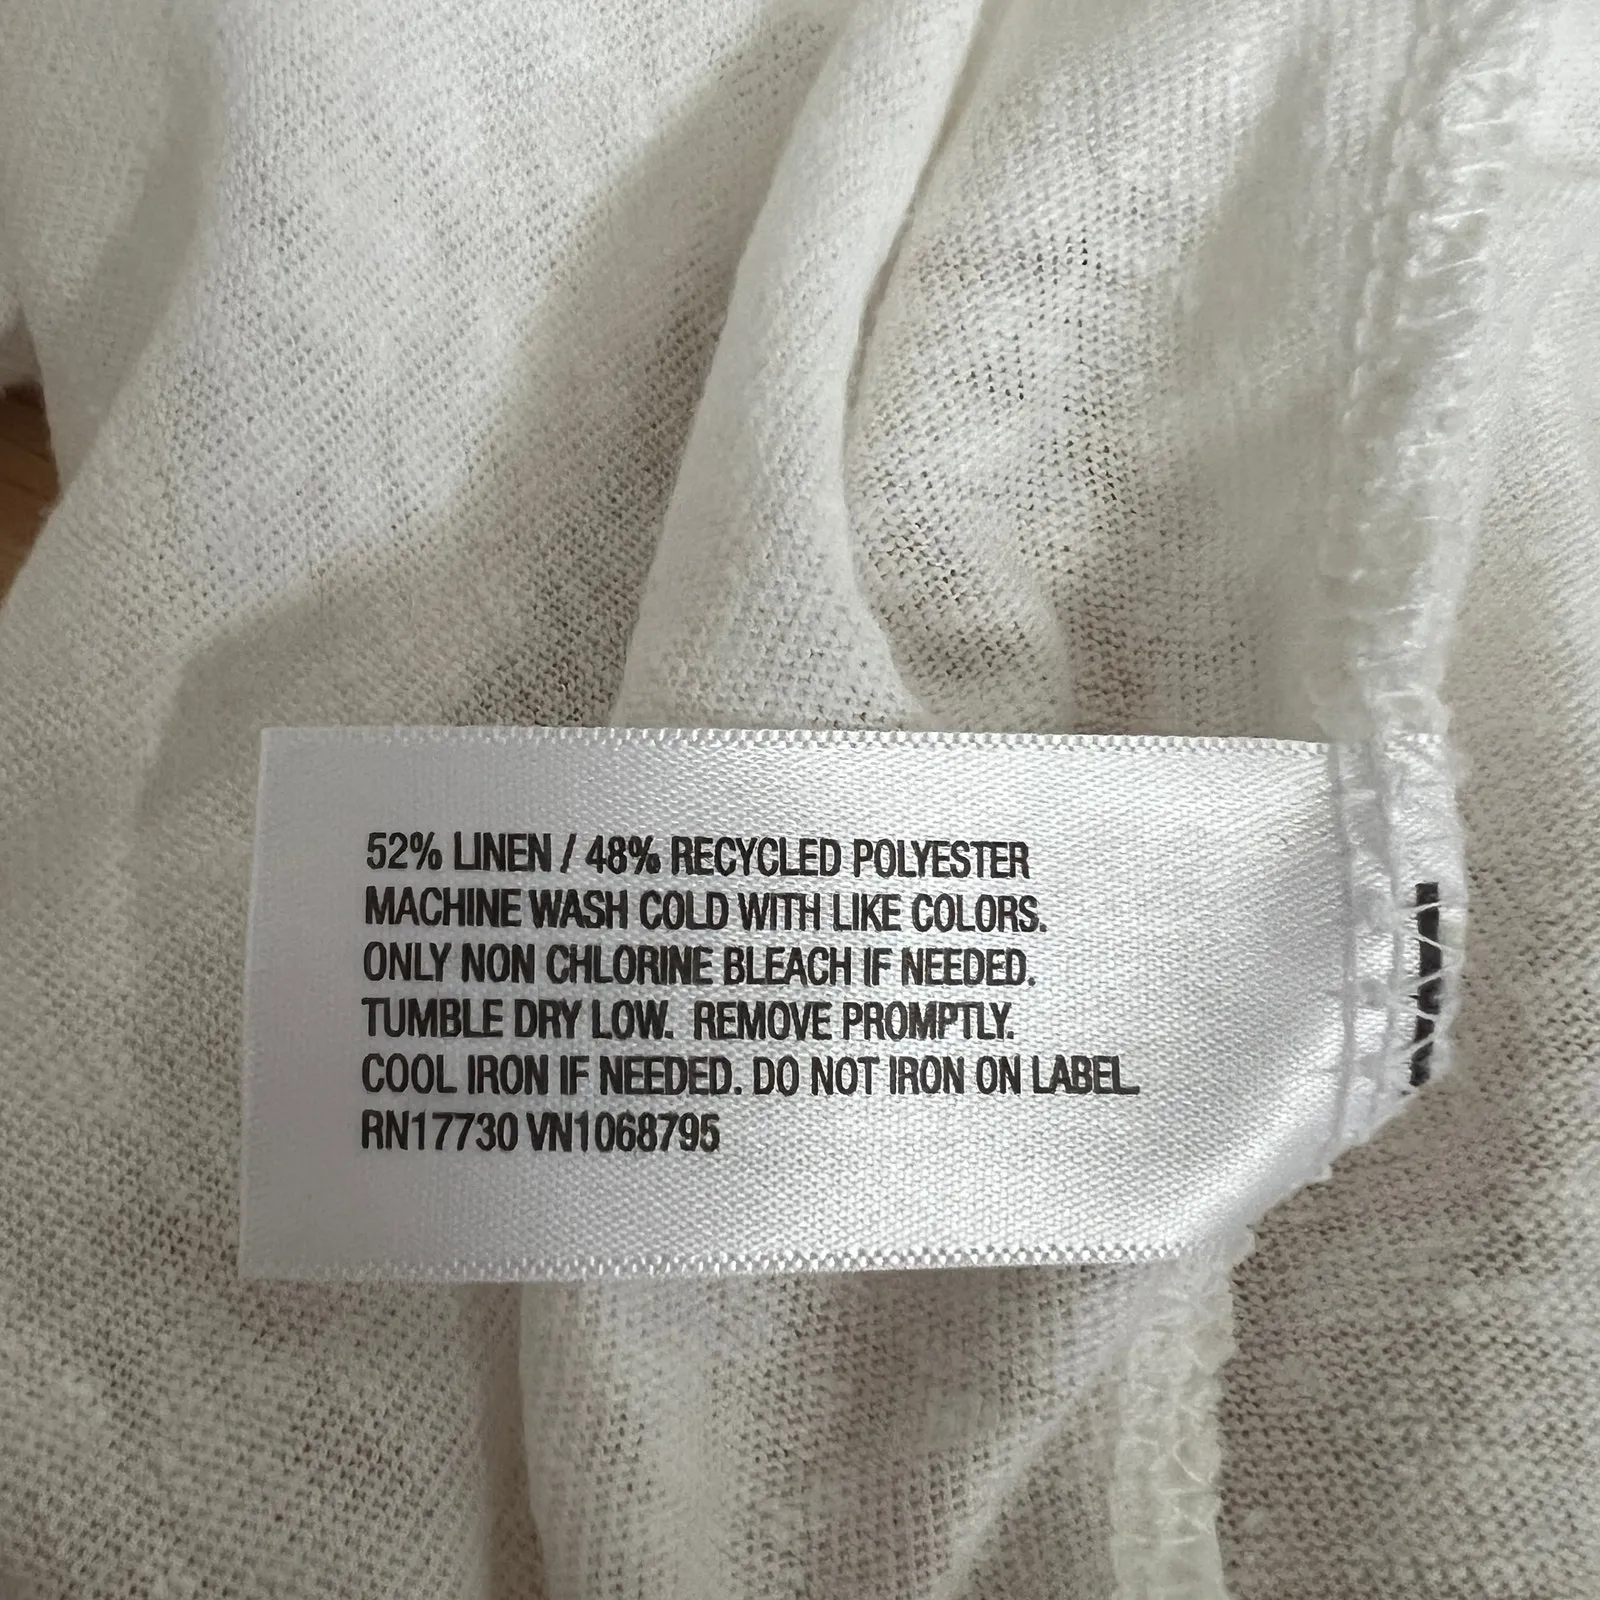 52% LINEN / 48% RECYCLED POLYESTER
MACHINE WASH COLD WITH LIKE COLORS.
ONLY NON CHLORINE BLEACH IF NEEDED.
TUMBLE DRY LOW. REMOVE PROMPTLY.
COOL IRON IF NEEDED. DO NOT IRON ON LABEL.
RN17730 VN1068795